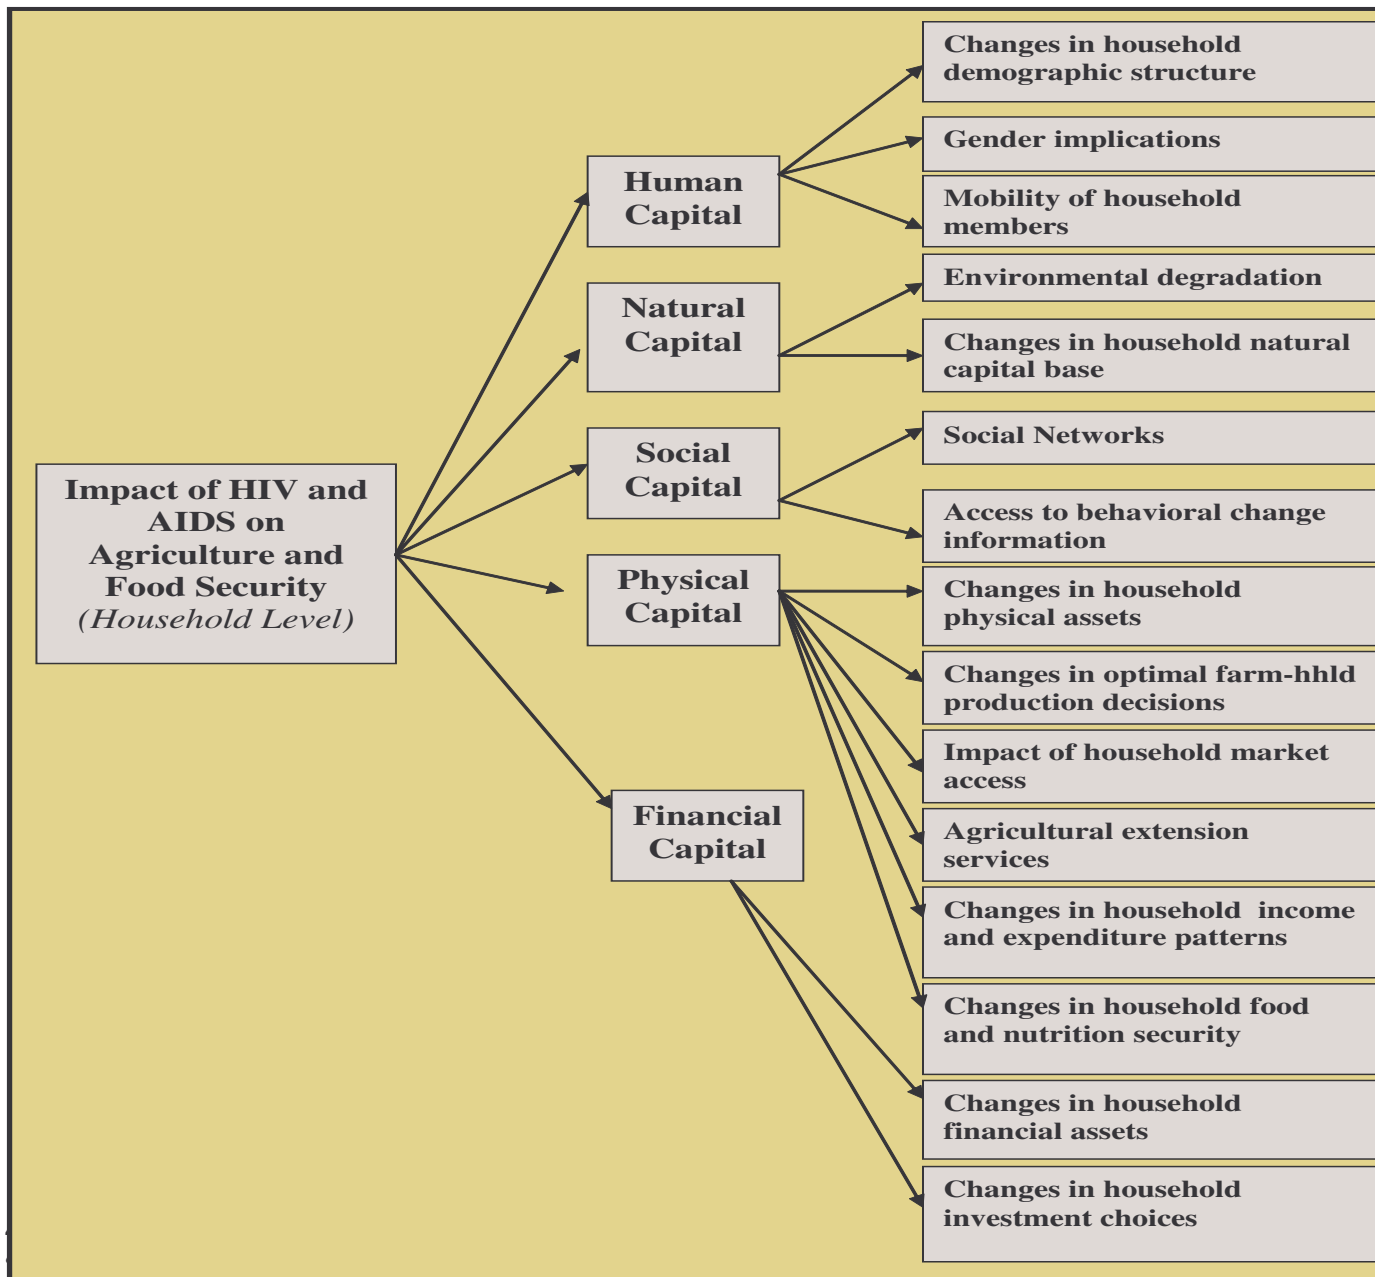 Impact of HIV and
AIDS on
Agriculture and
Food Security
(Household Level)
Human
Capital
Natural
Capital
Social
Capital
Physical
Capital
Financial
Capital
Changes in household
demographic structure
Gender implications
Mobility of household
members
Environmental degradation
Changes in household natural
capital base
Social Networks
Access to behavioral change
information
Changes in household
physical assets
Changes in optimal farm-hhld
production decisions
Impact of household market
access
Agricultural extension
services
Changes in household income
and expenditure patterns
Changes in household food
and nutrition security
Changes in household
financial assets
Changes in household
investment choices